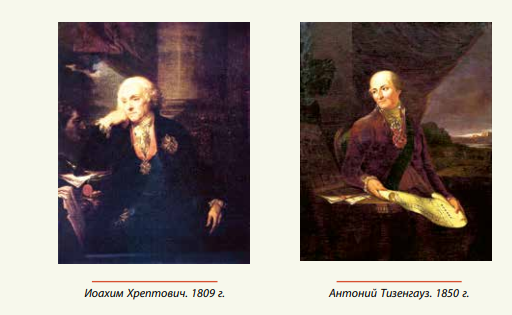 Иоахим Хрептович. 1809 г.
Антоний Тизенгауз. 1850 г.